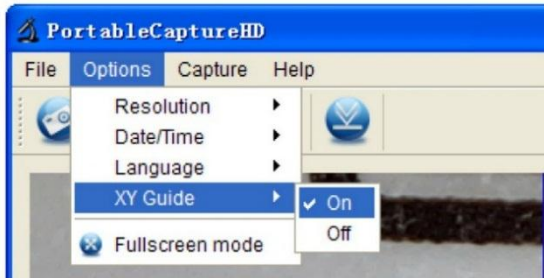 PortableCaptureHD
File Options Capture Help
Resolution
Date/Time
Language
XY Guide
On
Off
Fullscreen mode